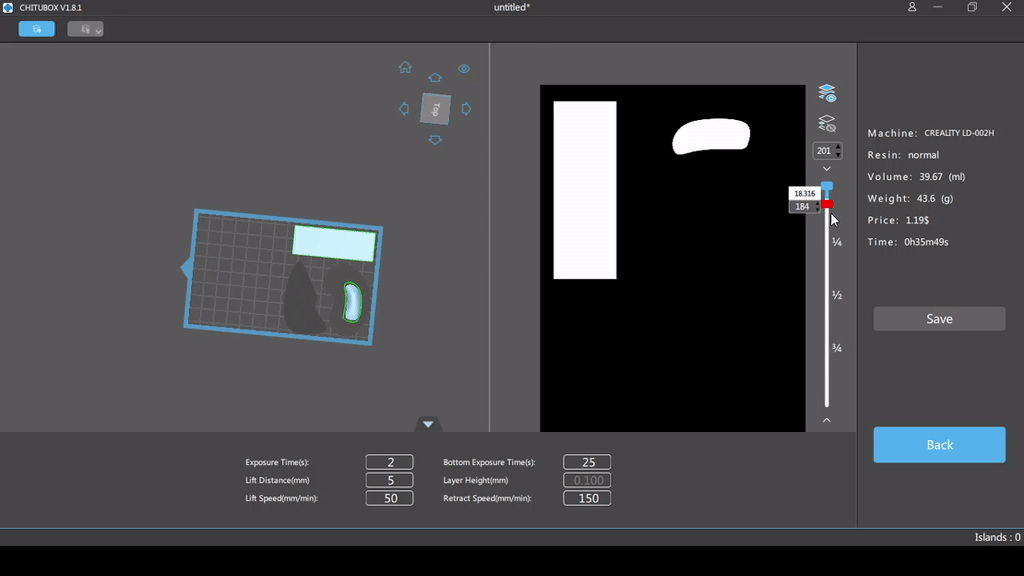 CHITUBOX V1.8.1
untitled*
Top
201
18.316
184
¼
½
¾
Machine: CREALITY LD-002H
Resin: normal
Volume: 39.67 (ml)
Weight: 43.6 (g)
Price: 1.19$
Time: 0h35m49s
Save
Back
Exposure Time(s): 2 Bottom Exposure Time(s): 25
Lift Distance(mm) 5 Layer Height(mm) 0.100
Lift Speed(mm/min): 50 Retract Speed(mm/min): 150
Islands : 0